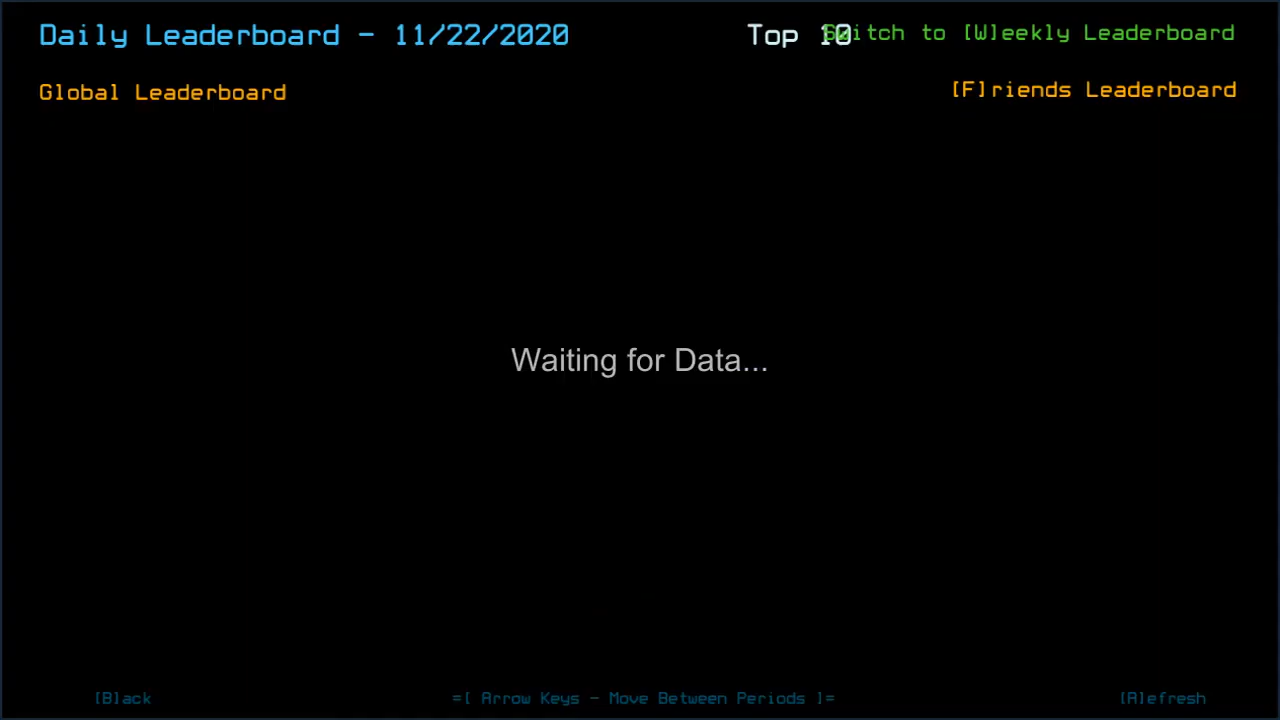 Daily Leaderboard - 11/22/2020
Top 10
Switch to [W]eekly Leaderboard
Global Leaderboard
[F]riends Leaderboard
Waiting for Data...
[B]lack
=[ Arrow Keys - Move Between Periods ]=
[A]efresh